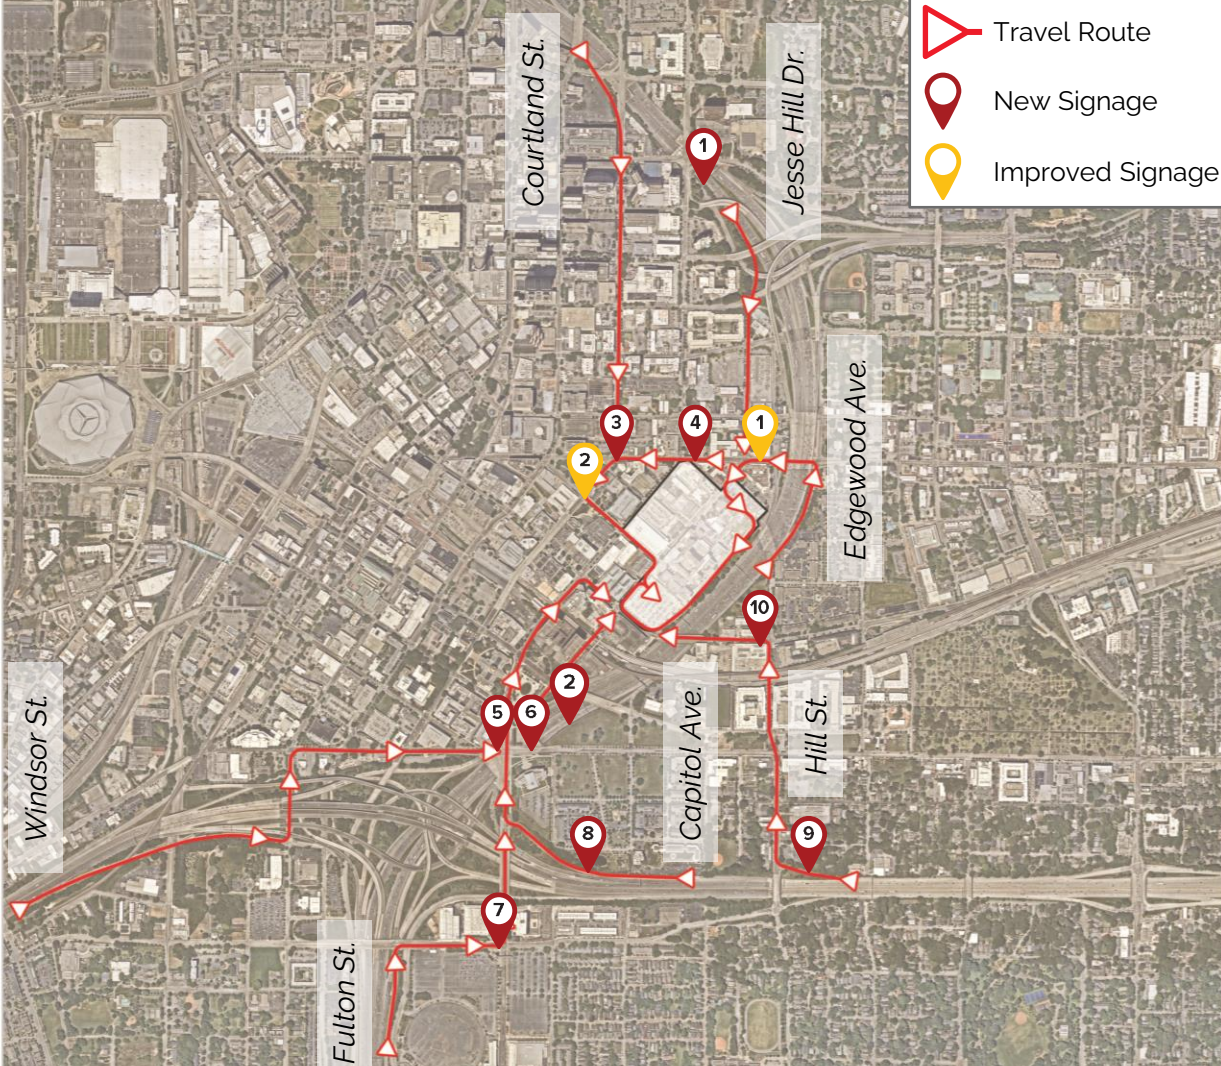 Travel Route
New Signage
Improved Signage
Courtland St.
Jesse Hill Dr.
1
Edgewood Ave.
3
4
1
2
10
Windsor St.
Capitol Ave.
Hill St.
2
5
6
8
9
7
Fulton St.